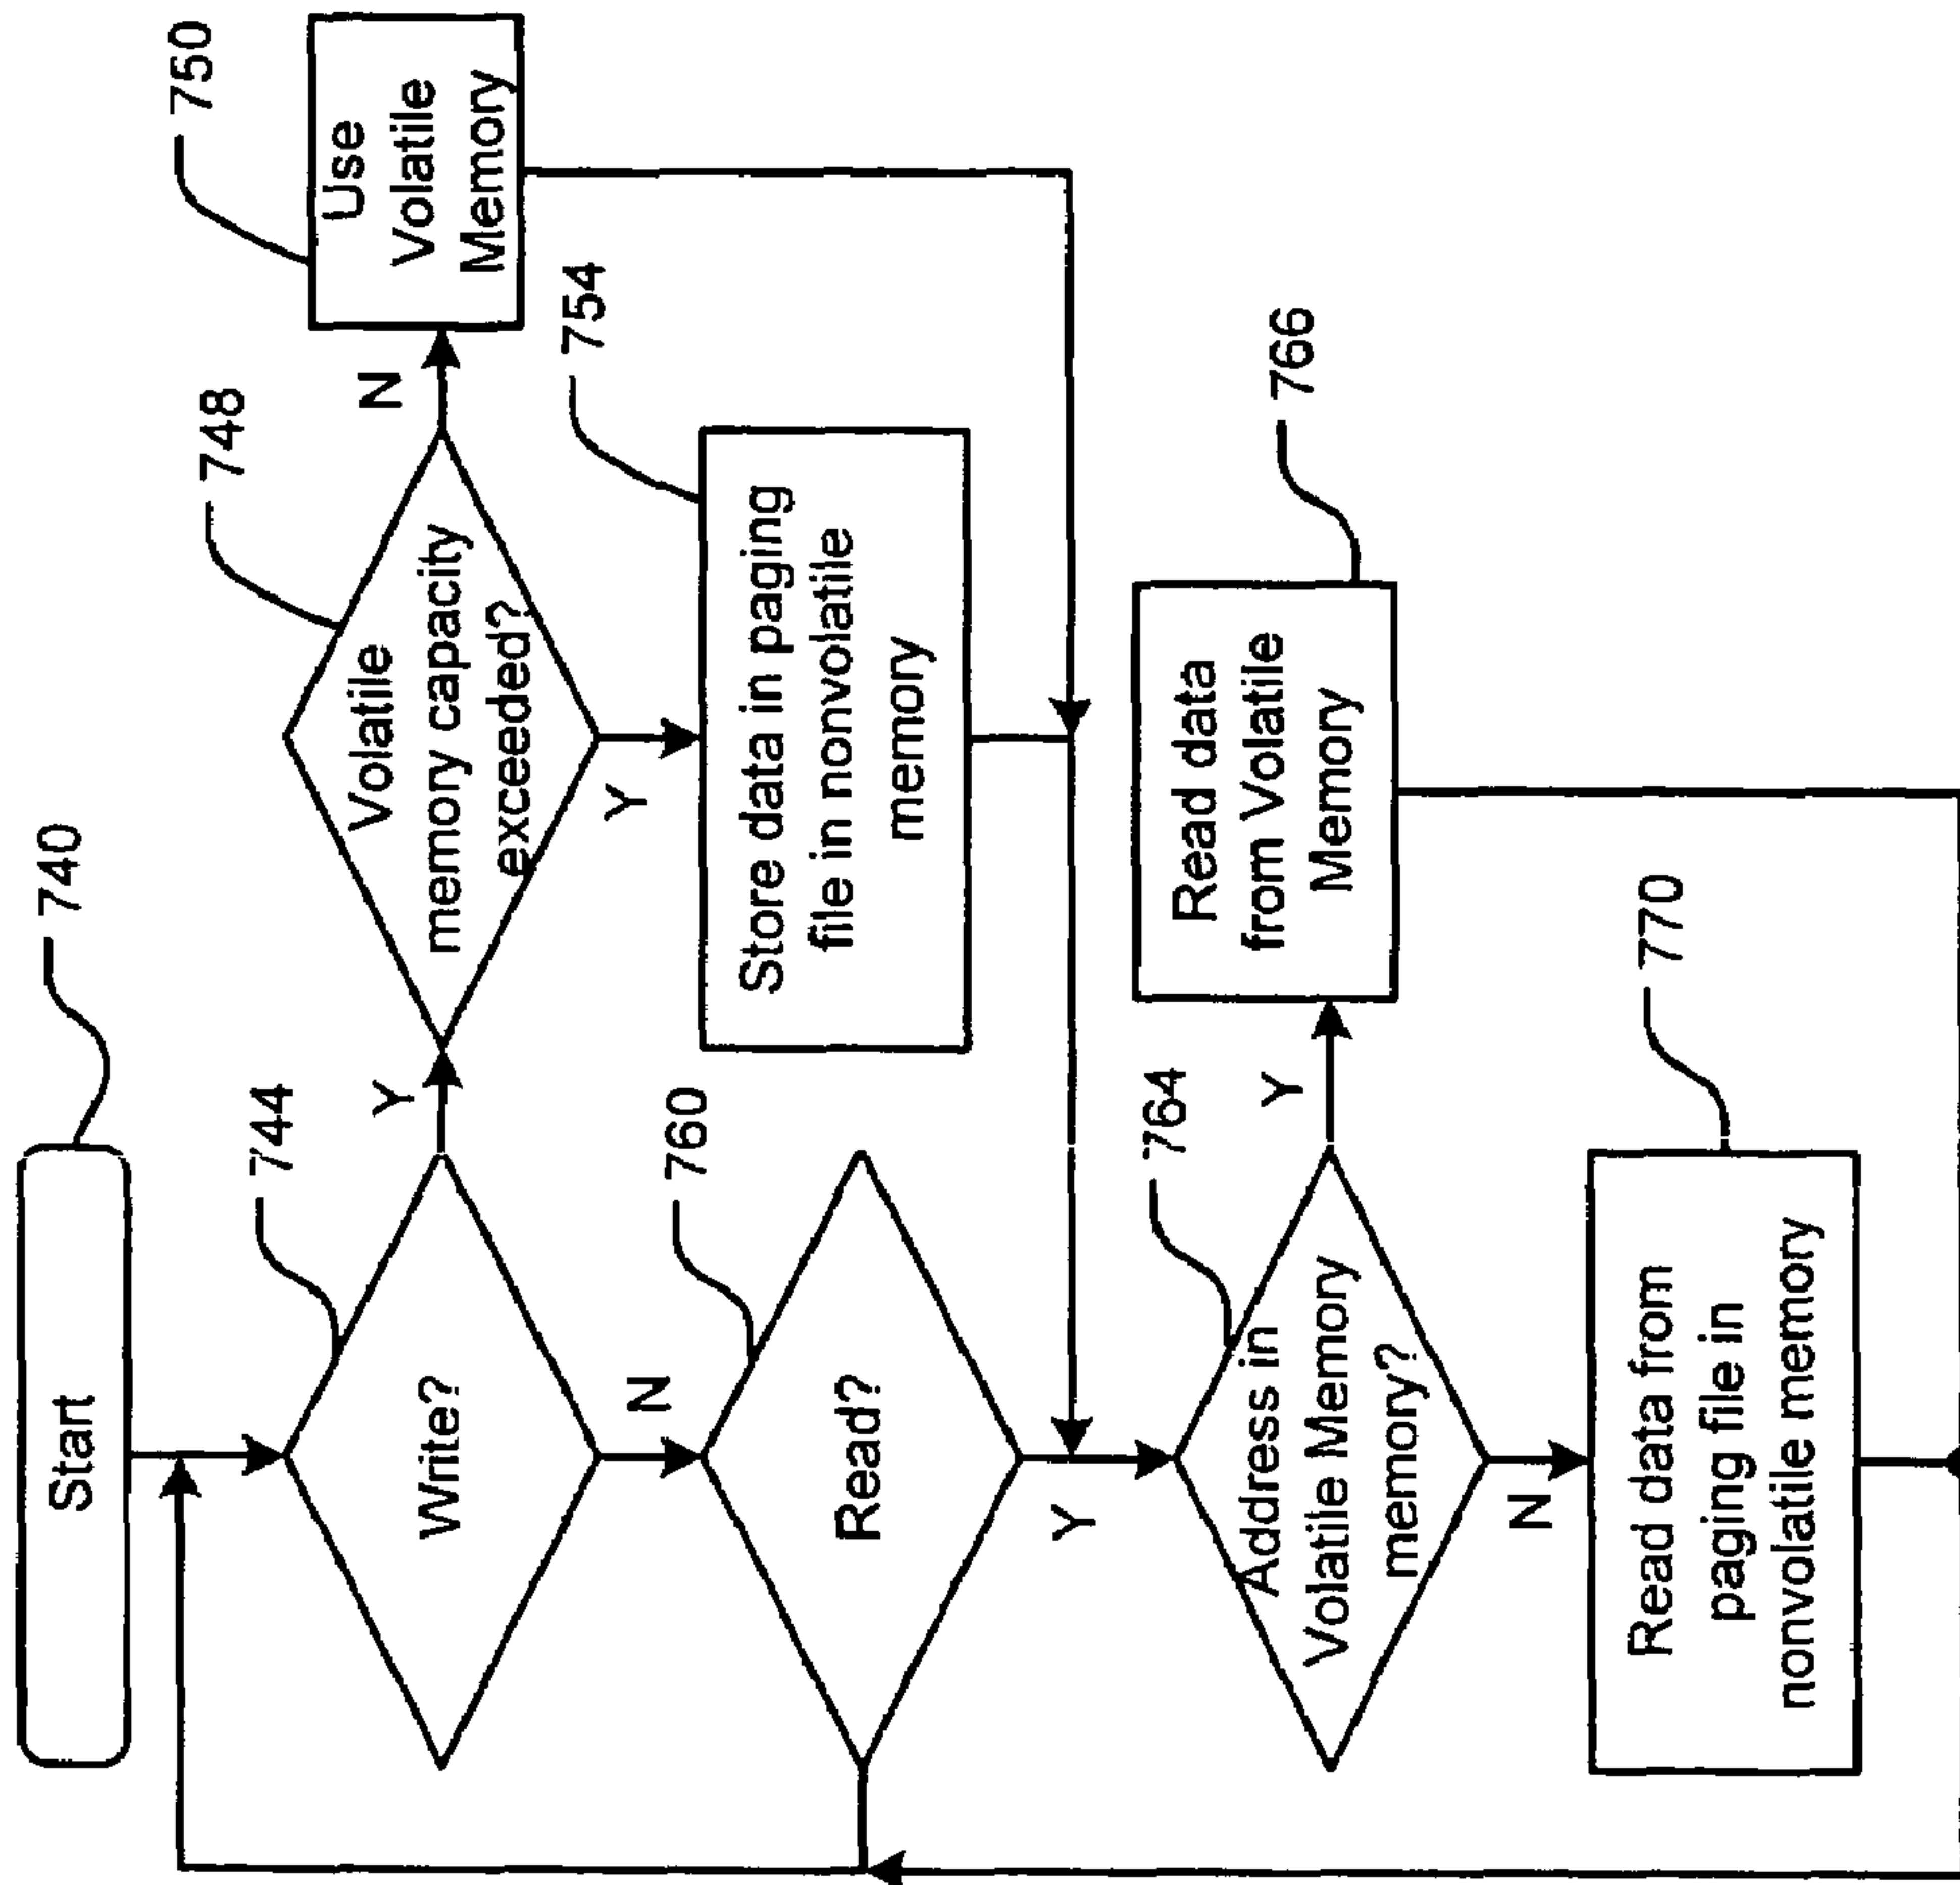 Start
740
Write?
744
Y
Volatile
memory capacity
exceeded?
748
N
Use
Volatile
Memory
750
N
Y
Store data in paging
file in nonvolatile
memory
754
Read?
760
Y
Address in
Volatile Memory
memory?
764
Y
Read data
from Volatile
Memory
766
N
Read data from
paging file in
nonvolatile memory
770